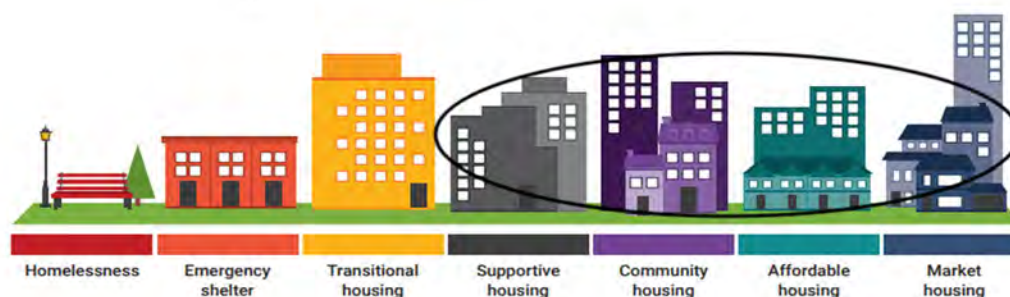 Homelessness
Emergency
shelter
Transitional
housing
Supportive
housing
Community
housing
Affordable
housing
Market
housing